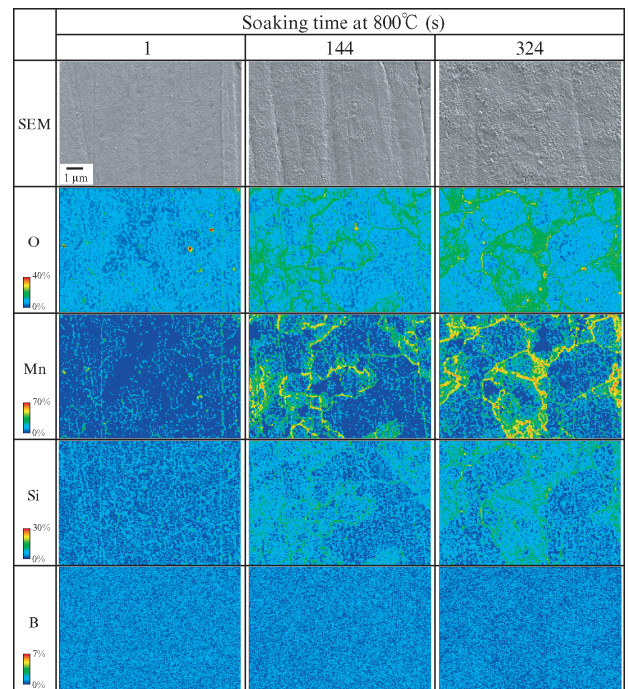 Soaking time at 800℃ (s)
1 144 324
SEM
1 μm
O
40%
0%
Mn
70%
0%
Si
30%
0%
B
7%
0%